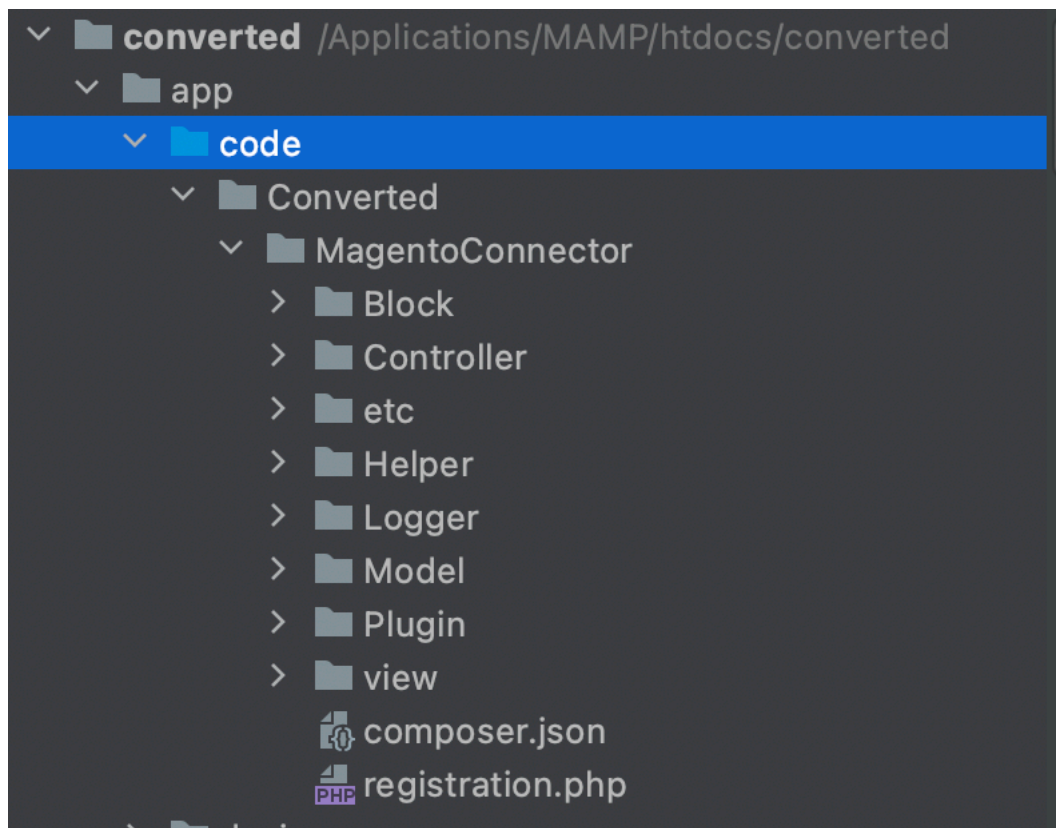 converted /Applications/MAMP/htdocs/converted
app
code
Converted
MagentoConnector
Block
Controller
etc
Helper
Logger
Model
Plugin
view
composer.json
PHP registration.php